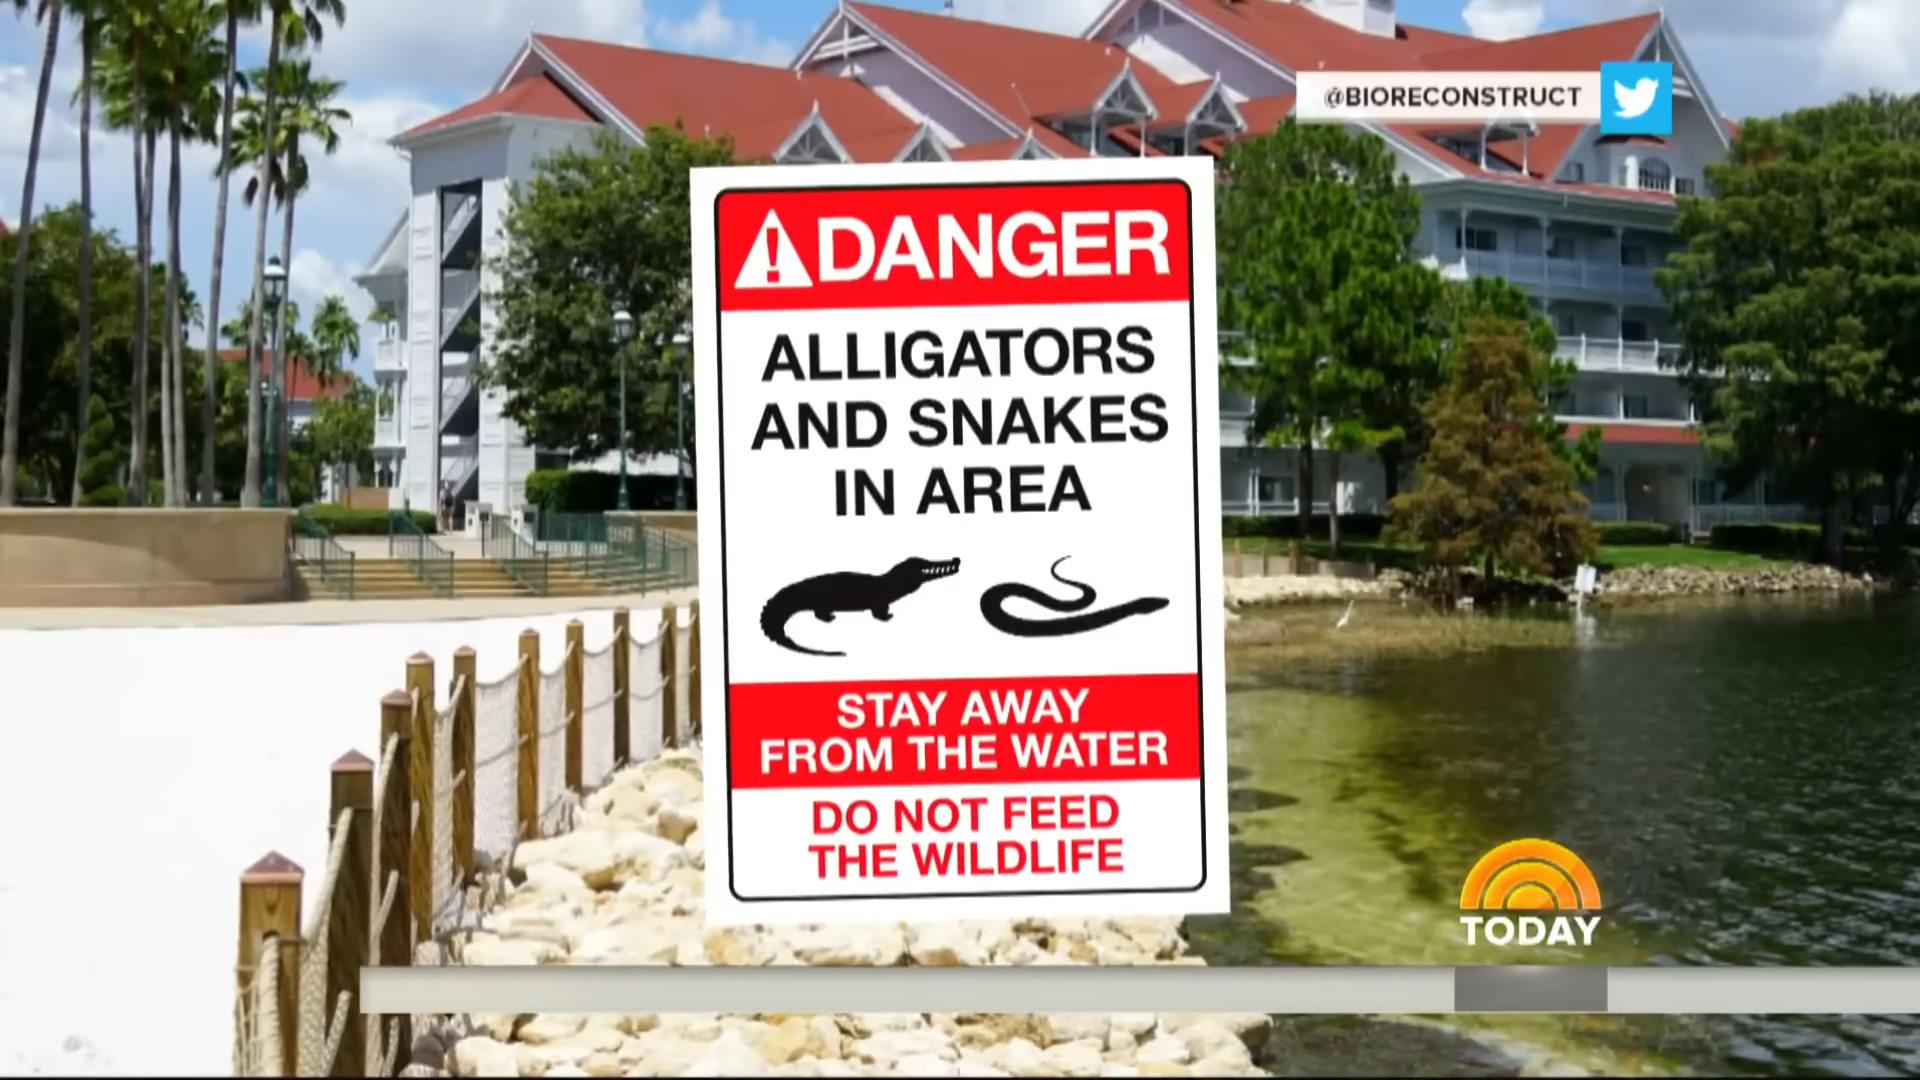 @BIORECONSTRUCT
DANGER
ALLIGATORS
AND SNAKES
IN AREA
STAY AWAY
FROM THE WATER
DO NOT FEED
THE WILDLIFE
TODAY